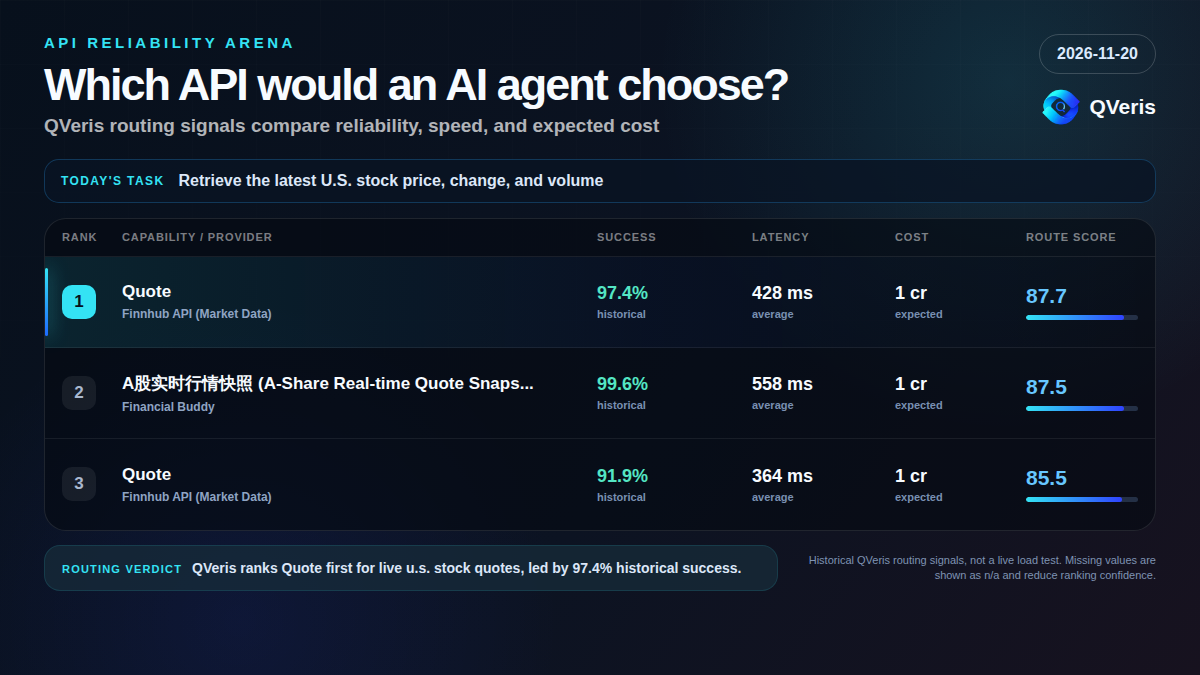 API RELIABILITY ARENA
Which API would an AI agent choose?
QVeris routing signals compare reliability, speed, and expected cost
2026-11-20
QVeris
TODAY'S TASK Retrieve the latest U.S. stock price, change, and volume
RANK CAPABILITY / PROVIDER SUCCESS LATENCY COST ROUTE SCORE
1 Quote 97.4% 428 ms 1 cr 87.7
Finnhub API (Market Data) historical average expected
2 A股实时行情快照 (A-Share Real-time Quote Snaps... 99.6% 558 ms 1 cr 87.5
Financial Buddy historical average expected
3 Quote 91.9% 364 ms 1 cr 85.5
Finnhub API (Market Data) historical average expected
ROUTING VERDICT QVeris ranks Quote first for live u.s. stock quotes, led by 97.4% historical success.
Historical QVeris routing signals, not a live load test. Missing values are
shown as n/a and reduce ranking confidence.